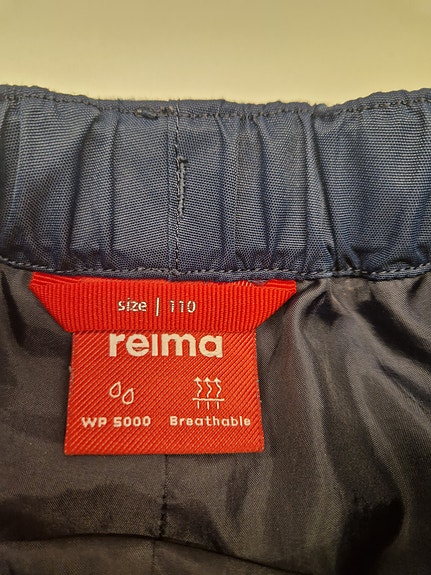 size | 110
reima
WP 5000 Breathable